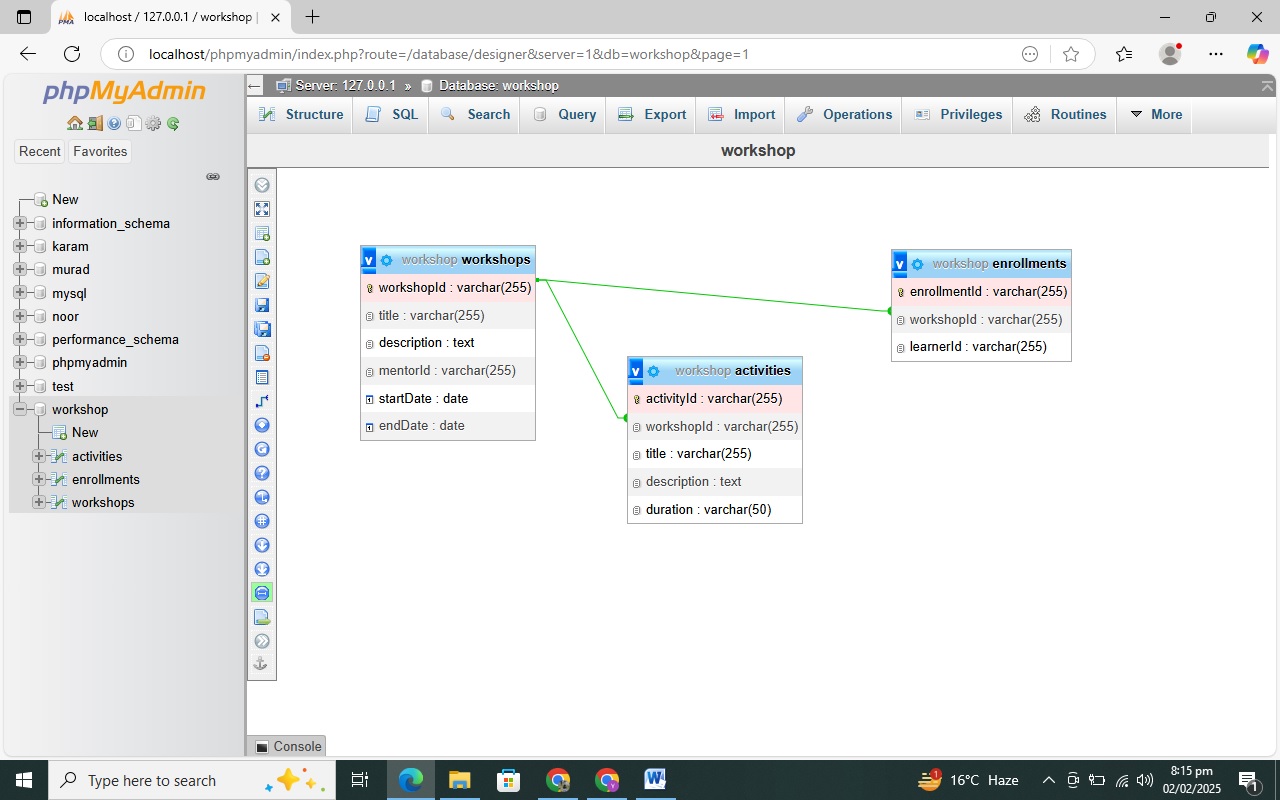 localhost / 127.0.0.1 / workshop |
localhost/phpmyadmin/index.php?route=/database/designer&server=1&db=workshop&page=1
phpMyAdmin
Recent Favorites
New
information_schema
karam
murad
mysql
noor
performance_schema
phpmyadmin
test
workshop
New
activities
enrollments
workshops
Server: 127.0.0.1 » Database: workshop
Structure SQL Search Query Export Import Operations Privileges Routines More
workshop
v workshop workshops
workshopId : varchar(255)
title : varchar(255)
description : text
mentorId : varchar(255)
startDate : date
endDate : date
v workshop activities
activityId : varchar(255)
workshopId : varchar(255)
title : varchar(255)
description : text
duration : varchar(50)
v workshop enrollments
enrollmentId : varchar(255)
workshopId : varchar(255)
learnerId : varchar(255)
Console
Type here to search
1
16°C Haze
8:15 pm
02/02/2025
1